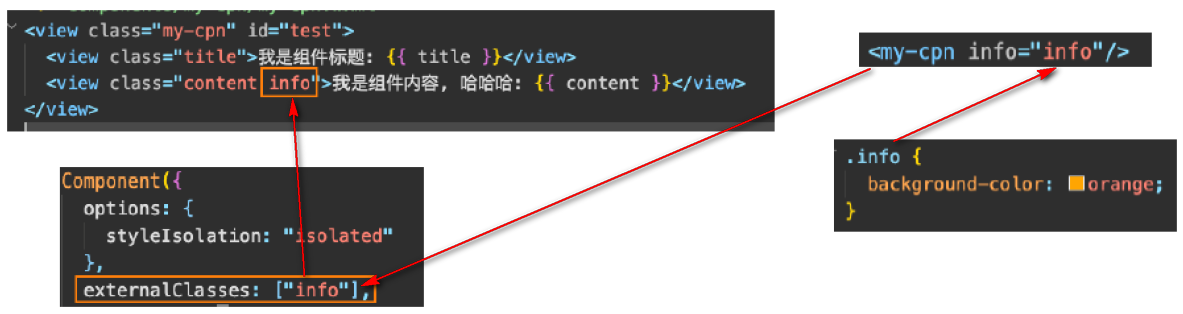 <view class="my-cpn" id="test">
<view class="title">我是组件标题: {{ title }}</view>
<view class="content info">我是组件内容, 哈哈哈: {{ content }}</view>
</view>
<my-cpn info="info"/>
.info {
background-color: orange;
}
Component({
options: {
styleIsolation: "isolated"
},
externalClasses: ["info"],